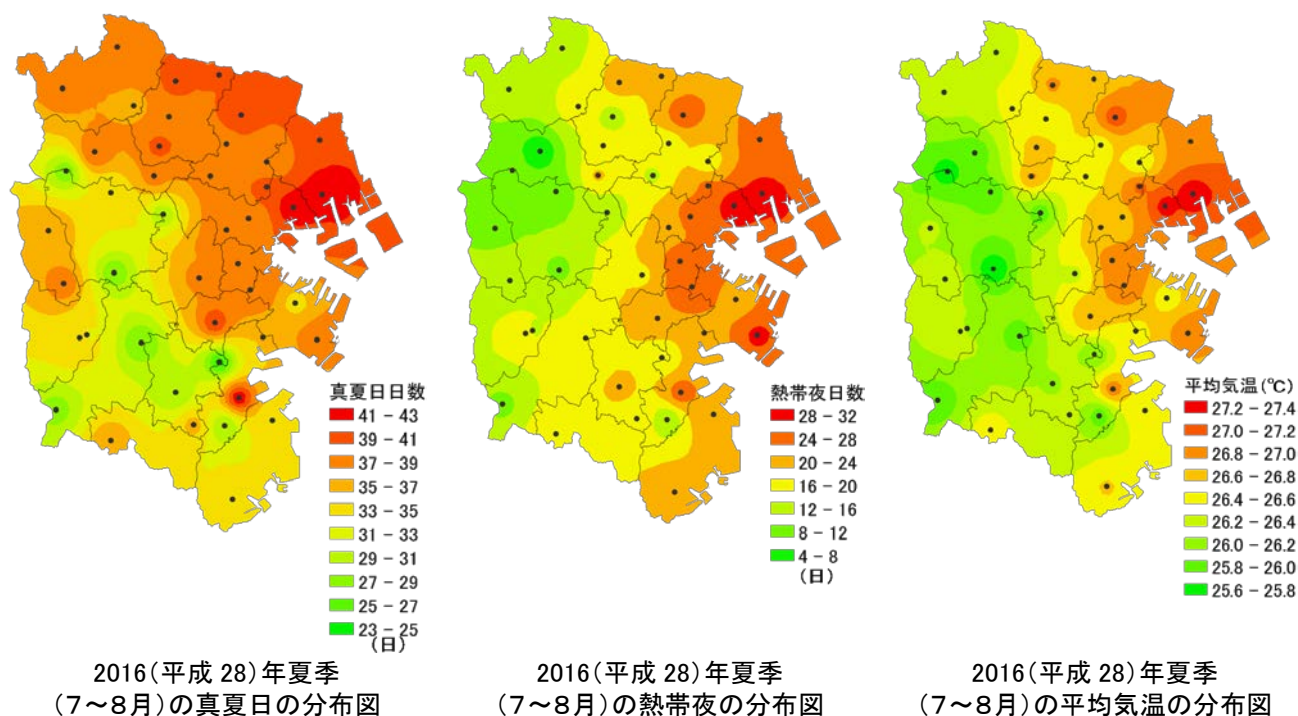 真夏日日数
41 - 43
39 - 41
37 - 39
35 - 37
33 - 35
31 - 33
29 - 31
27 - 29
25 - 27
23 - 25
(日)
2016(平成 28)年夏季
(7~8月)の真夏日の分布図
熱帯夜日数
28 - 32
24 - 28
20 - 24
16 - 20
12 - 16
8 - 12
4 - 8
(日)
2016(平成 28)年夏季
(7~8月)の熱帯夜の分布図
平均気温(℃)
27.2 - 27.4
27.0 - 27.2
26.8 - 27.0
26.6 - 26.8
26.4 - 26.6
26.2 - 26.4
26.0 - 26.2
25.8 - 26.0
25.6 - 25.8
2016(平成 28)年夏季
(7~8月)の平均気温の分布図